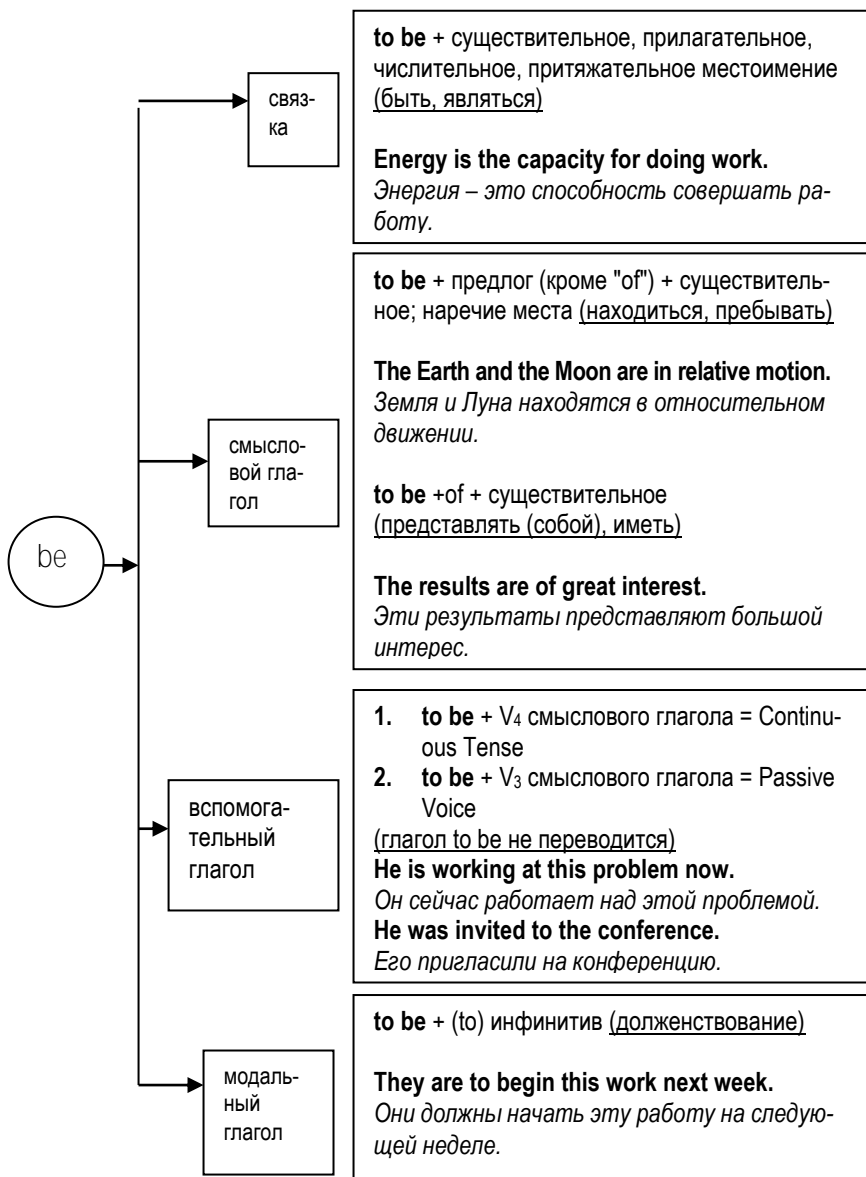 be
связ-
ка
to be + существительное, прилагательное,
числительное, притяжательное местоимение
(быть, являться)
Energy is the capacity for doing work.
Энергия – это способность совершать ра-
боту.
смысло-
вой гла-
гол
to be + предлог (кроме "of") + существитель-
ное; наречие места (находиться, пребывать)
The Earth and the Moon are in relative motion.
Земля и Луна находятся в относительном
движении.
to be +of + существительное
(представлять (собой), иметь)
The results are of great interest.
Эти результаты представляют большой
интерес.
вспомога-
тельный
глагол
1. to be + V₄ смыслового глагола = Continu-
ous Tense
2. to be + V₃ смыслового глагола = Passive
Voice
(глагол to be не переводится)
He is working at this problem now.
Он сейчас работает над этой проблемой.
He was invited to the conference.
Его пригласили на конференцию.
модаль-
ный
глагол
to be + (to) инфинитив (долженствование)
They are to begin this work next week.
Они должны начать эту работу на следую-
щей неделе.